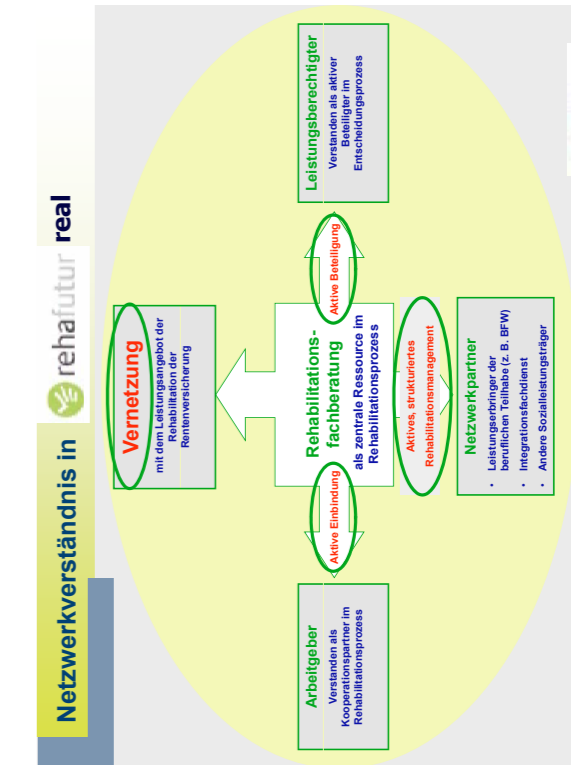 Netzwerkverständnis in rehafutur real
Vernetzung
mit dem Leistungsangebot der
Rehabilitation der
Rentenversicherung
Arbeitgeber
Verstanden als
Kooperationspartner im
Rehabilitationsprozess
Aktive Einbindung
Rehabilitations-
fachberatung
als zentrale Ressource im
Rehabilitationsprozess
Aktive Beteiligung
Leistungsberechtigter
Verstanden als aktiver
Beteiligter im
Entscheidungsprozess
Aktives, strukturiertes
Rehabilitationsmanagement
Netzwerkpartner
• Leistungserbringer der
beruflichen Teilhabe (z. B. BFW)
• Integrationsfachdienst
• Andere Sozialleistungsträger